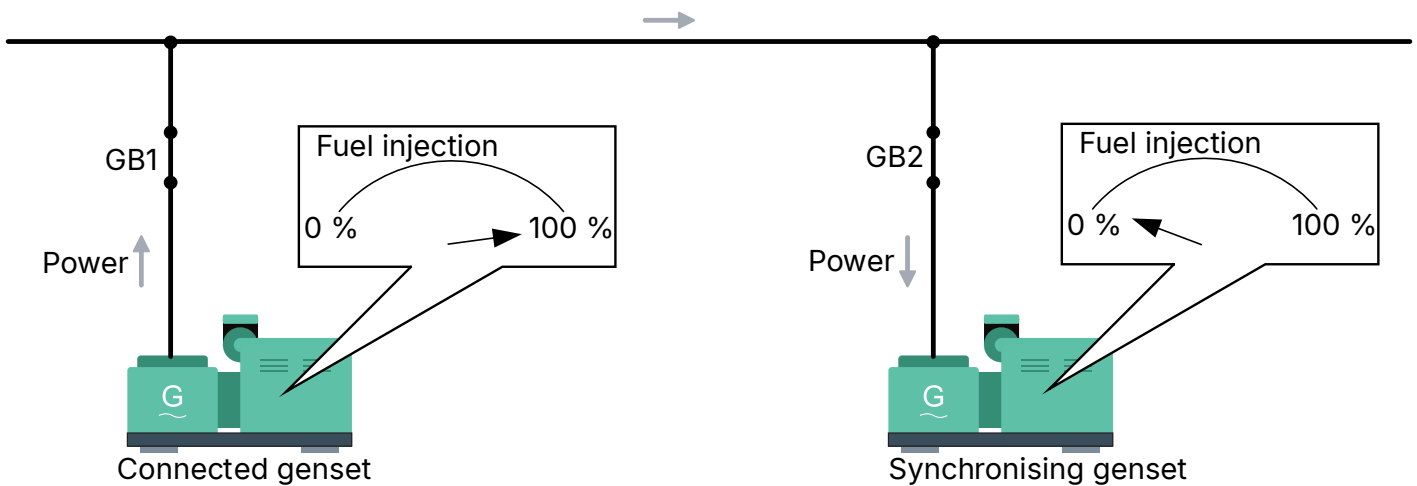 Fuel injection
GB1
0 %
100 %
Power
G
Connected genset
Fuel injection
GB2
0 %
100 %
Power
G
Synchronising genset